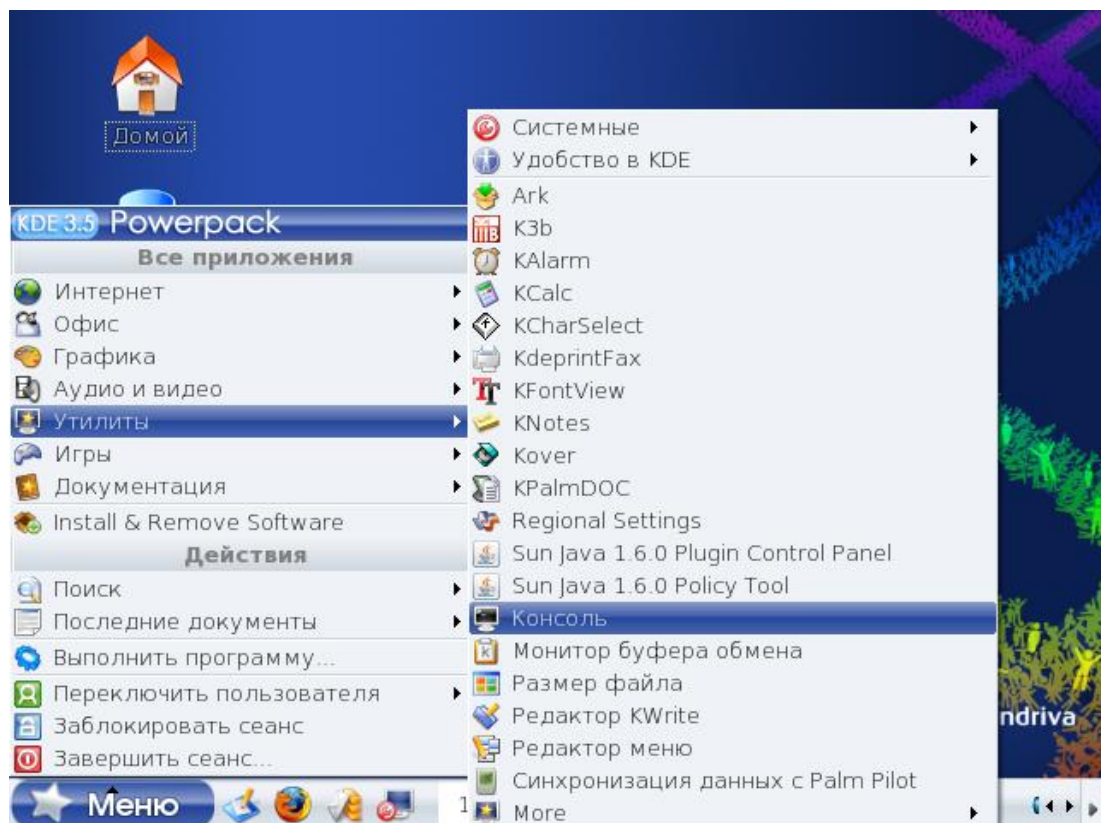 Домой
KDE 3.5 Powerpack
Все приложения
Интернет
Офис
Графика
Аудио и видео
Утилиты
Игры
Документация
Install & Remove Software
Действия
Поиск
Последние документы
Выполнить программу...
Переключить пользователя
Заблокировать сеанс
Завершить сеанс...
Меню
1
Системные
Удобство в KDE
Ark
K3b
KAlarm
KCalc
KCharSelect
KdeprintFax
KFontView
KNotes
Kover
KPalmDOC
Regional Settings
Sun Java 1.6.0 Plugin Control Panel
Sun Java 1.6.0 Policy Tool
Консоль
Монитор буфера обмена
Размер файла
Редактор KWrite
Редактор меню
Синхронизация данных с Palm Pilot
More
ndriva